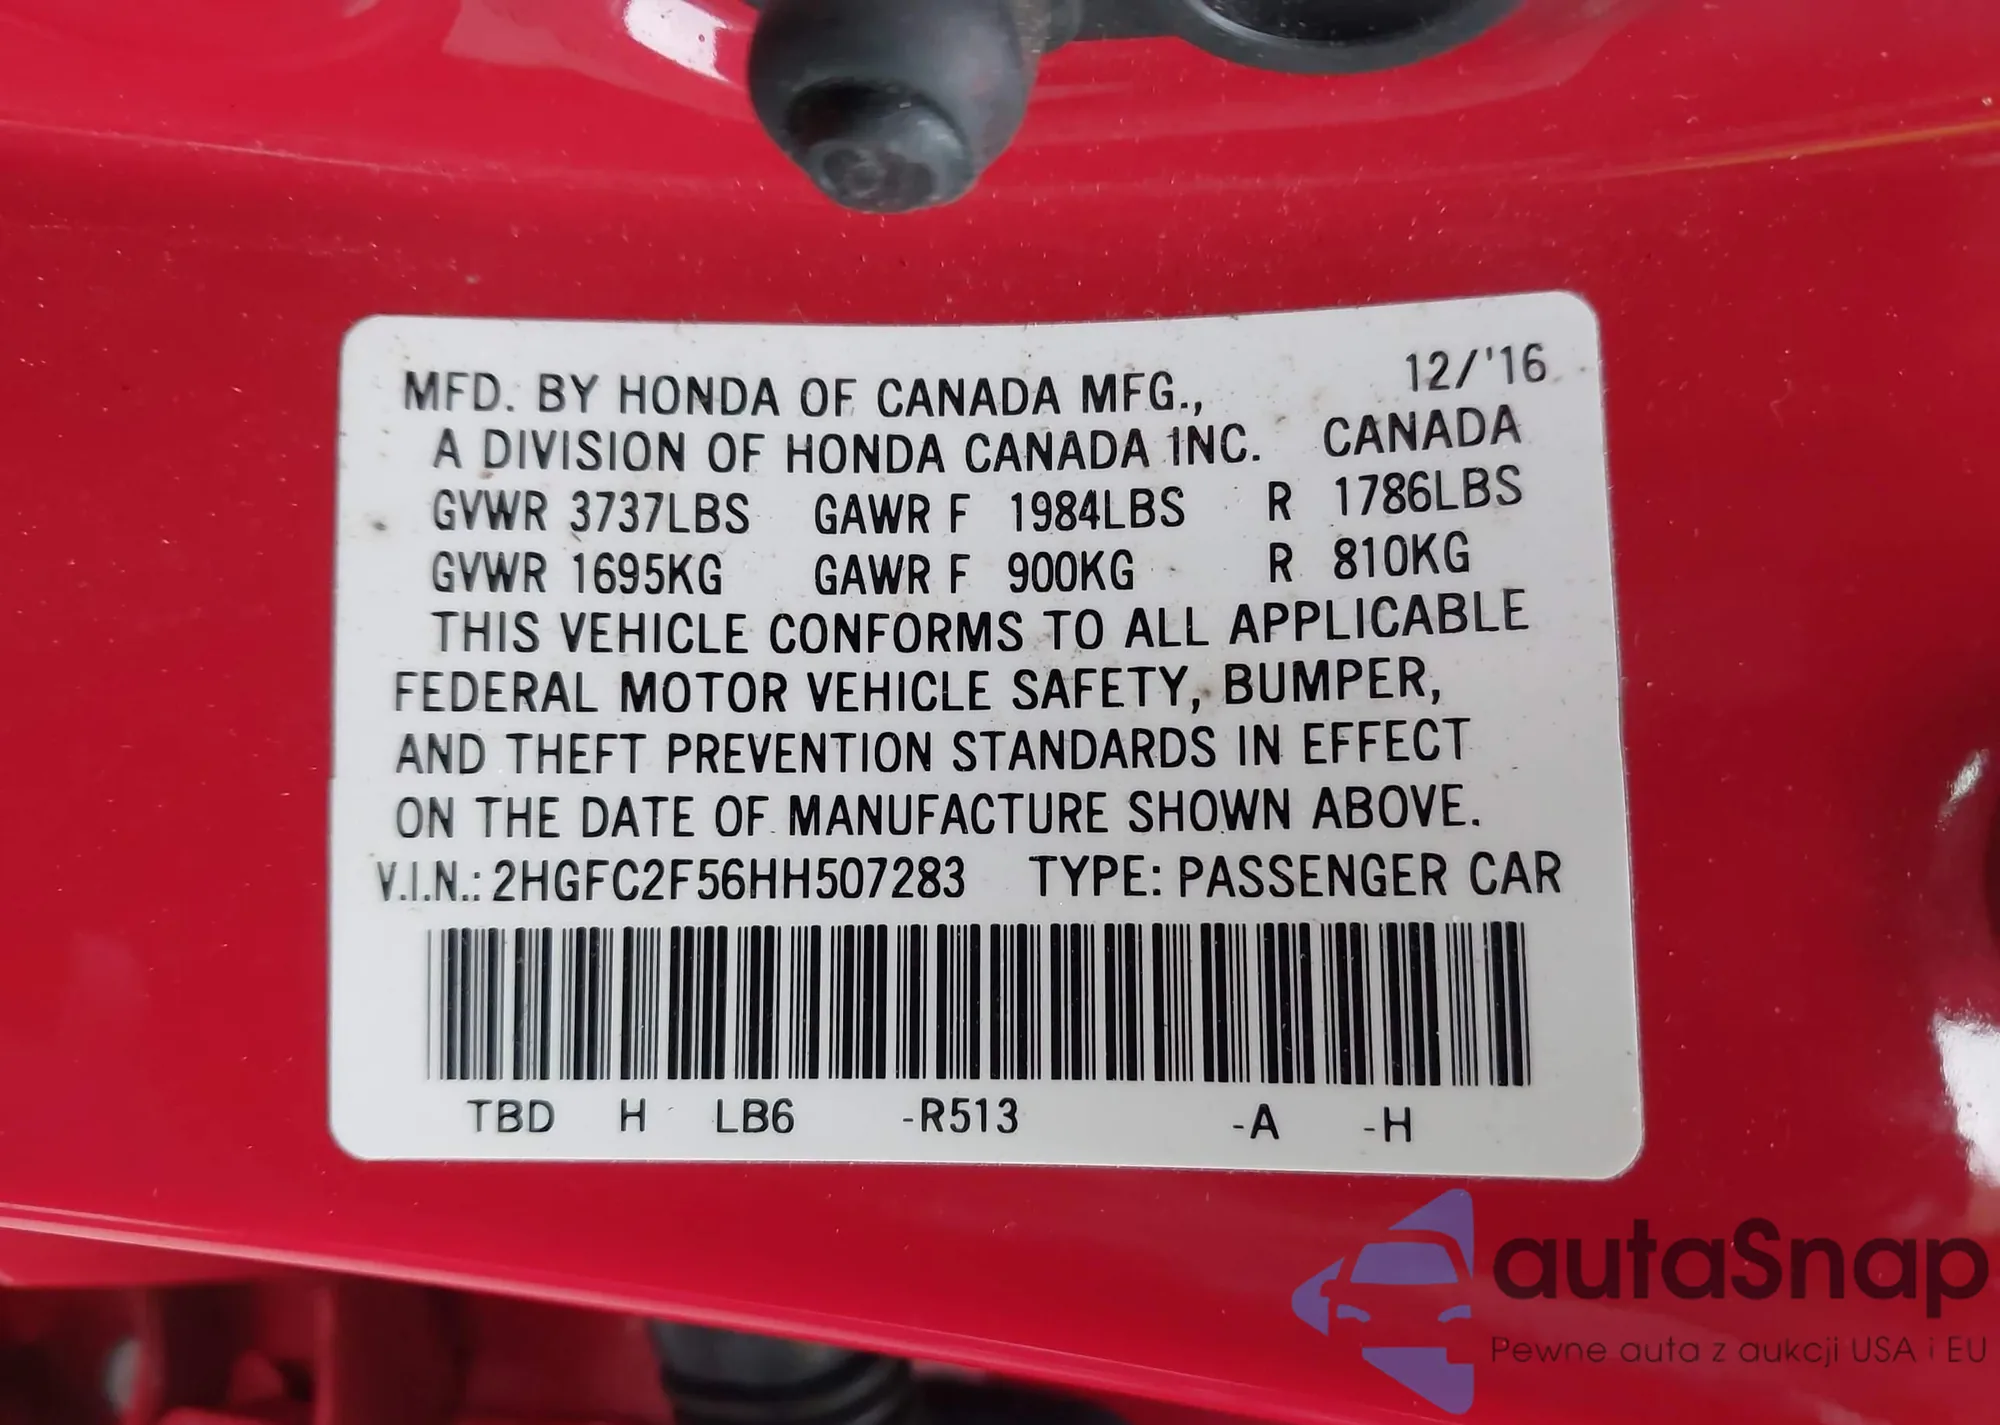 MFD. BY HONDA OF CANADA MFG., 12/'16
A DIVISION OF HONDA CANADA INC. CANADA
GVWR 3737LBS GAWR F 1984LBS R 1786LBS
GVWR 1695KG GAWR F 900KG R 810KG
THIS VEHICLE CONFORMS TO ALL APPLICABLE
FEDERAL MOTOR VEHICLE SAFETY, BUMPER,
AND THEFT PREVENTION STANDARDS IN EFFECT
ON THE DATE OF MANUFACTURE SHOWN ABOVE.
V.I.N.: 2HGFC2F56HH507283 TYPE: PASSENGER CAR
TBD H LB6 -R513 -A -H
autaSnap
Pewne auta z aukcji USA i EU